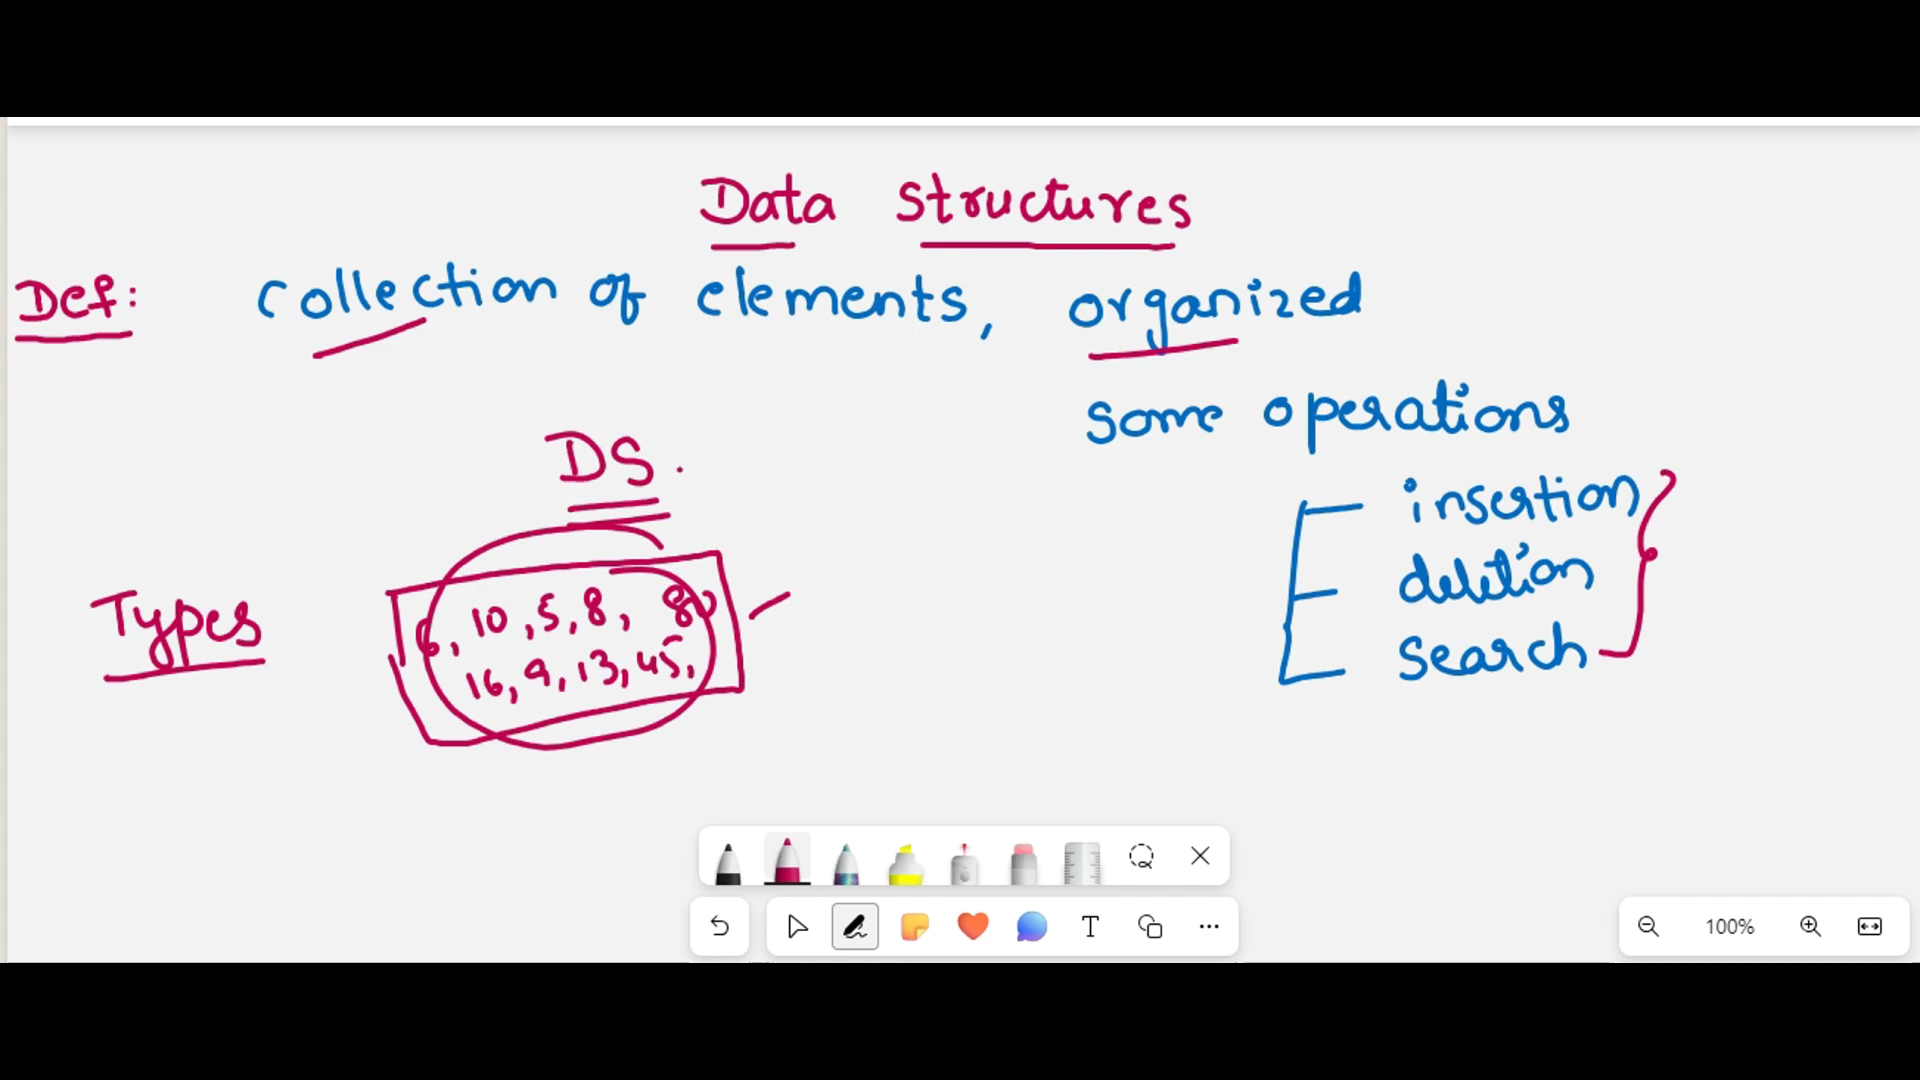 Data structures
Def: collection of elements, organized
some operations
DS.
insertion
deletion
search
Types
6, 10, 5, 8, 80
16, 9, 13, 45,
T
100%